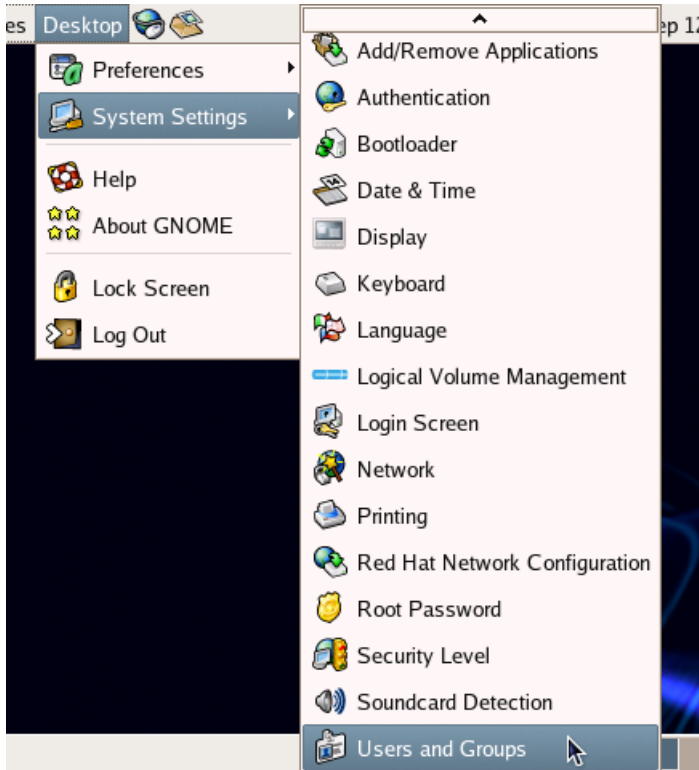 es Desktop ep 12
Preferences
System Settings
Help
About GNOME
Lock Screen
Log Out
Add/Remove Applications
Authentication
Bootloader
Date & Time
Display
Keyboard
Language
Logical Volume Management
Login Screen
Network
Printing
Red Hat Network Configuration
Root Password
Security Level
Soundcard Detection
Users and Groups